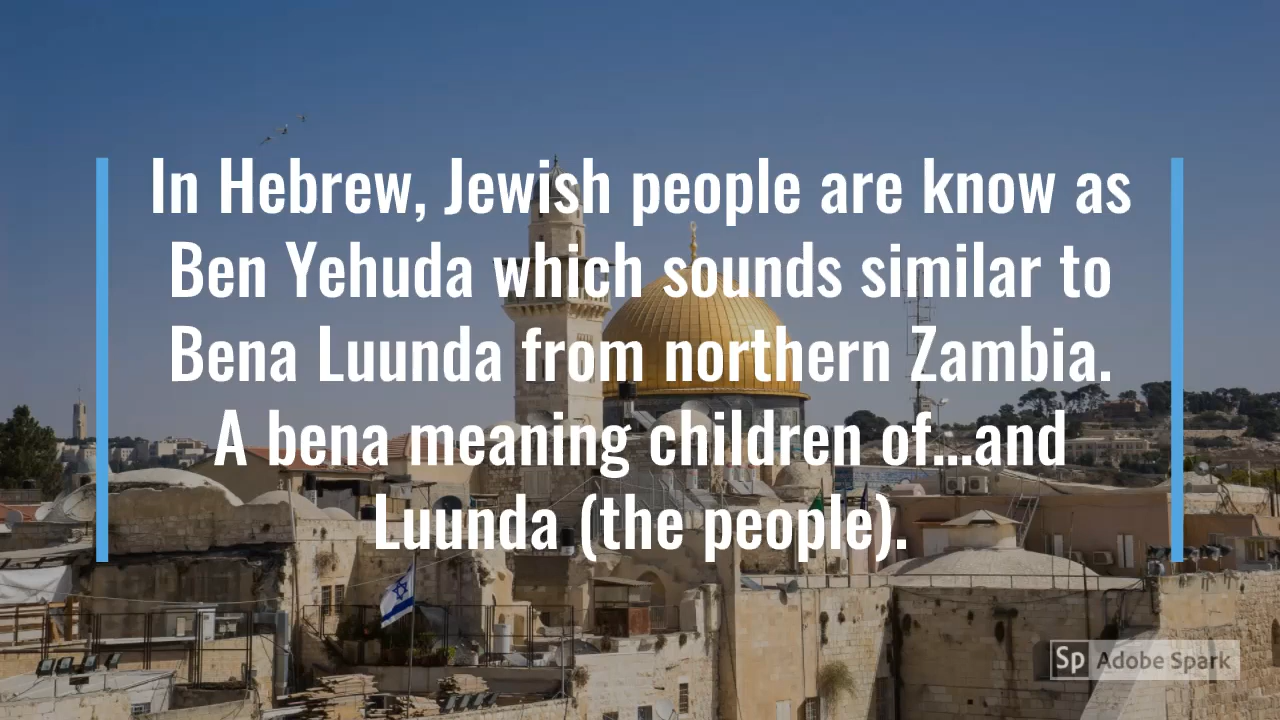 In Hebrew, Jewish people are know as
Ben Yehuda which sounds similar to
Bena Luunda from northern Zambia.
A bena meaning children of...and
Luunda (the people).
Sp Adobe Spark